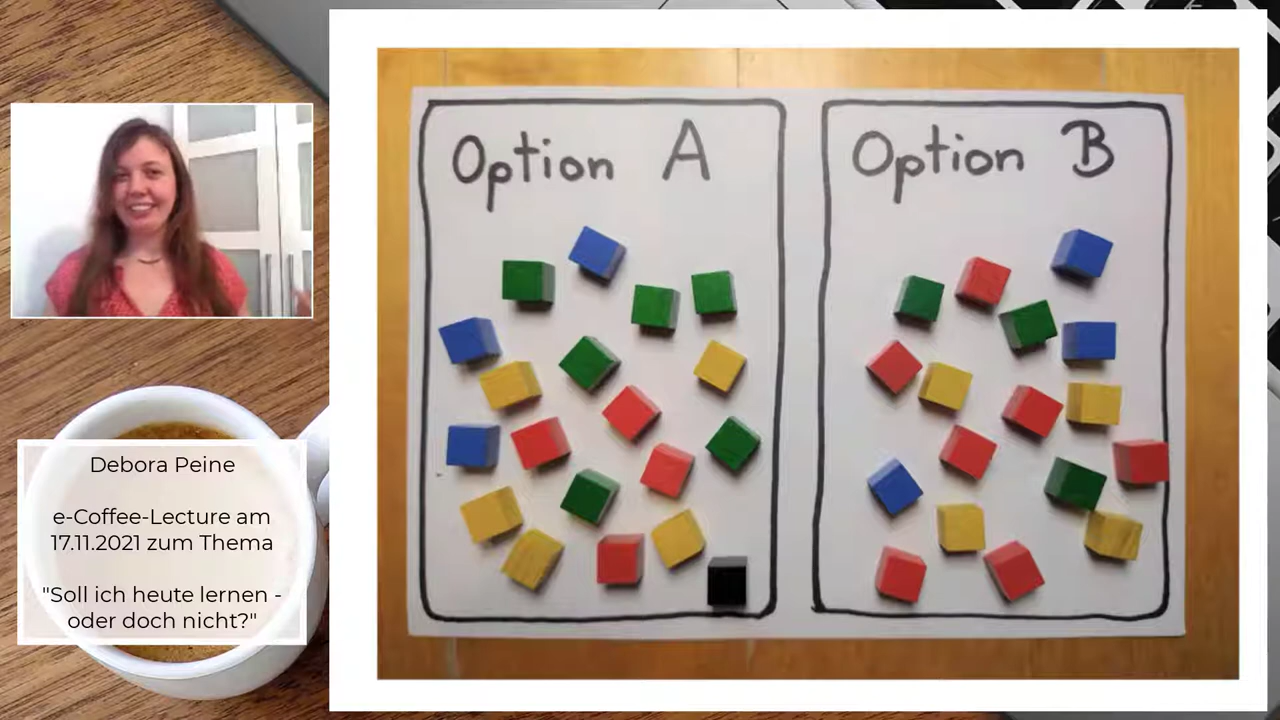 Option A
Option B
Debora Peine
e-Coffee-Lecture am
17.11.2021 zum Thema
"Soll ich heute lernen -
oder doch nicht?"